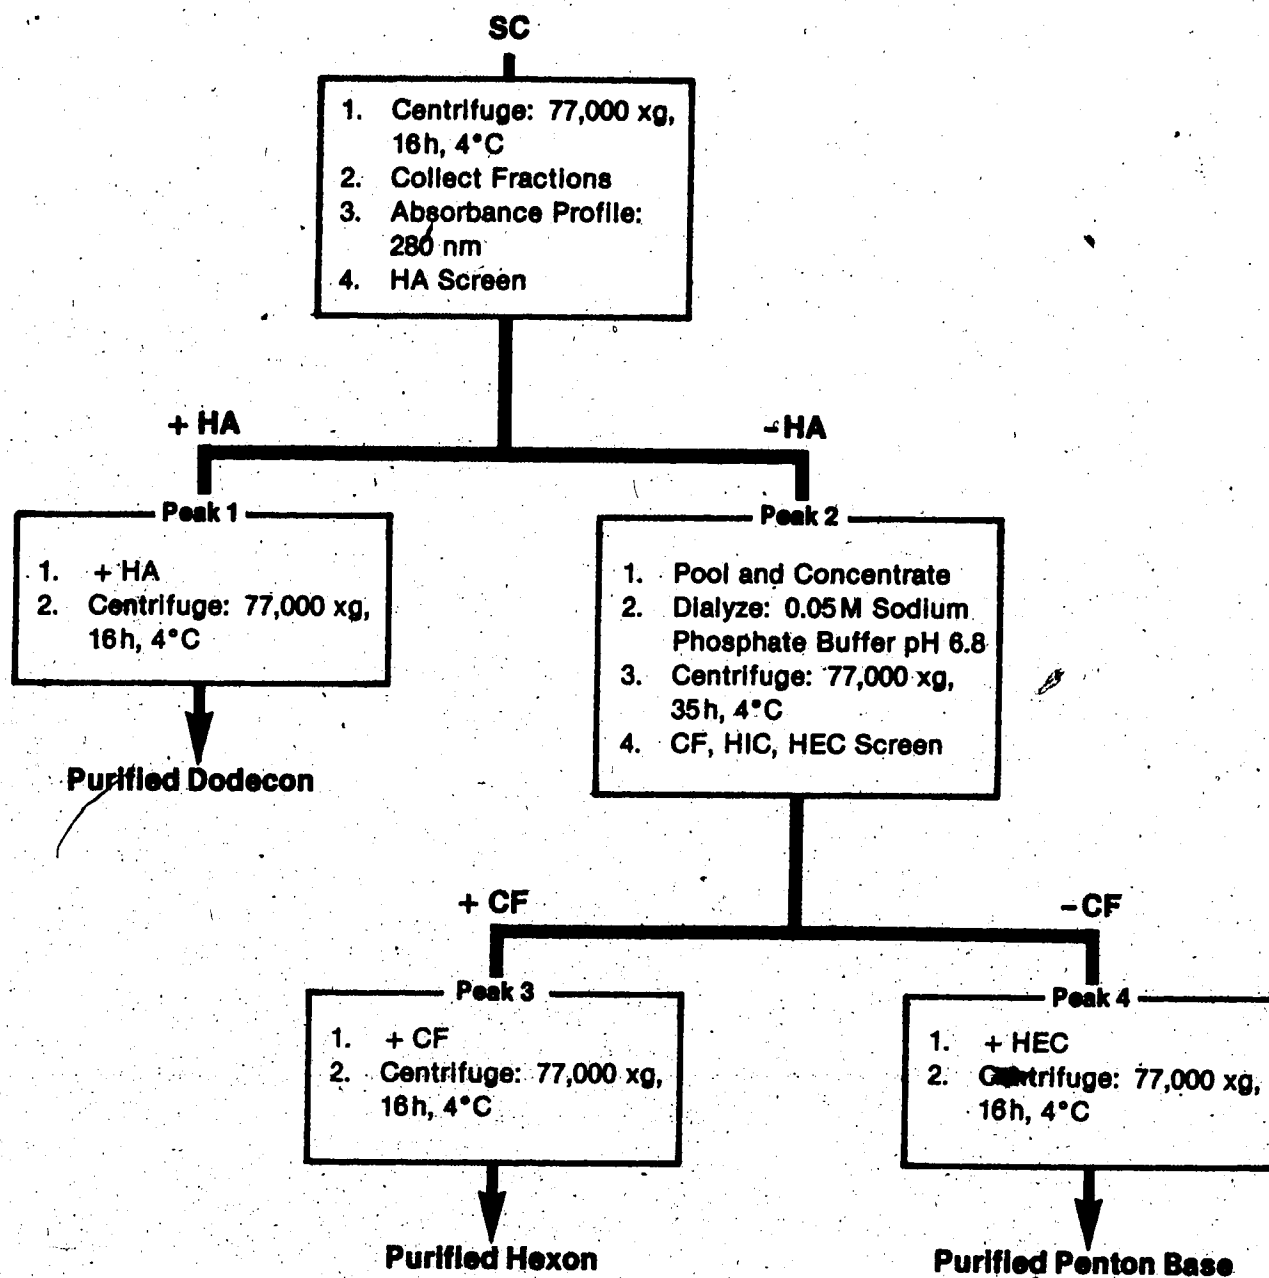 SC
1. Centrifuge: 77,000 xg,
16h, 4°C
2. Collect Fractions
3. Absorbance Profile:
280 nm
4. HA Screen
+ HA
-HA
Peak 1
1. + HA
2. Centrifuge: 77,000 xg,
16h, 4°C
Purified Dodecon
Peak 2
1. Pool and Concentrate
2. Dialyze: 0.05M Sodium
Phosphate Buffer pH 6.8
3. Centrifuge: 77,000 xg,
35h, 4°C
4. CF, HIC, HEC Screen
+ CF
-CF
Peak 3
1. + CF
2. Centrifuge: 77,000 xg,
16h, 4°C
Purified Hexon
Peak 4
1. + HEC
2. Centrifuge: 77,000 xg,
16h, 4°C
Purified Penton Base